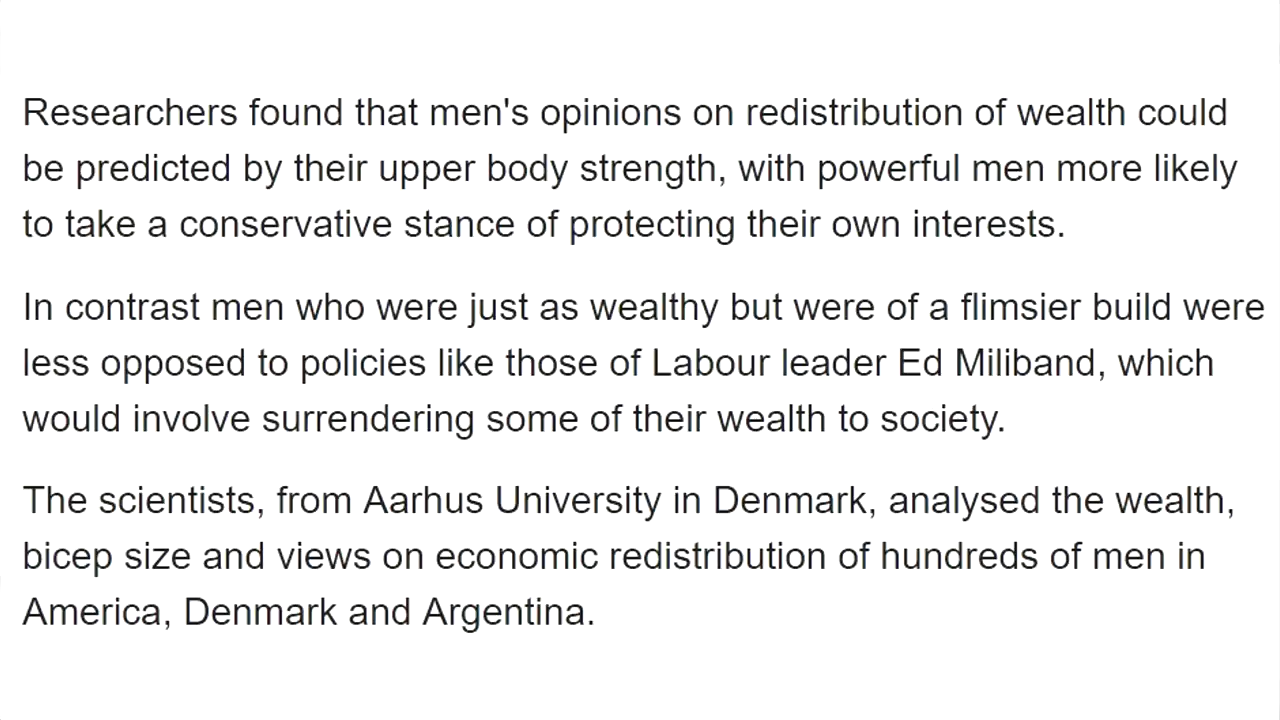 Researchers found that men's opinions on redistribution of wealth could
be predicted by their upper body strength, with powerful men more likely
to take a conservative stance of protecting their own interests.
In contrast men who were just as wealthy but were of a flimsier build were
less opposed to policies like those of Labour leader Ed Miliband, which
would involve surrendering some of their wealth to society.
The scientists, from Aarhus University in Denmark, analysed the wealth,
bicep size and views on economic redistribution of hundreds of men in
America, Denmark and Argentina.